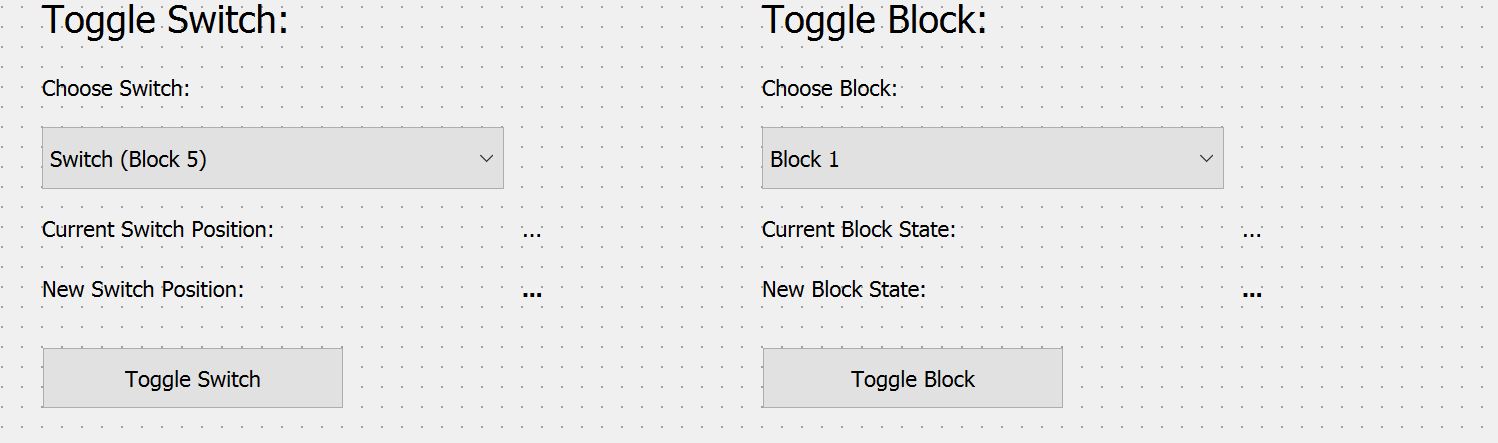 Toggle Switch:
Choose Switch:
Switch (Block 5)
Current Switch Position: ...
New Switch Position: ...
Toggle Switch
Toggle Block:
Choose Block:
Block 1
Current Block State: ...
New Block State: ...
Toggle Block